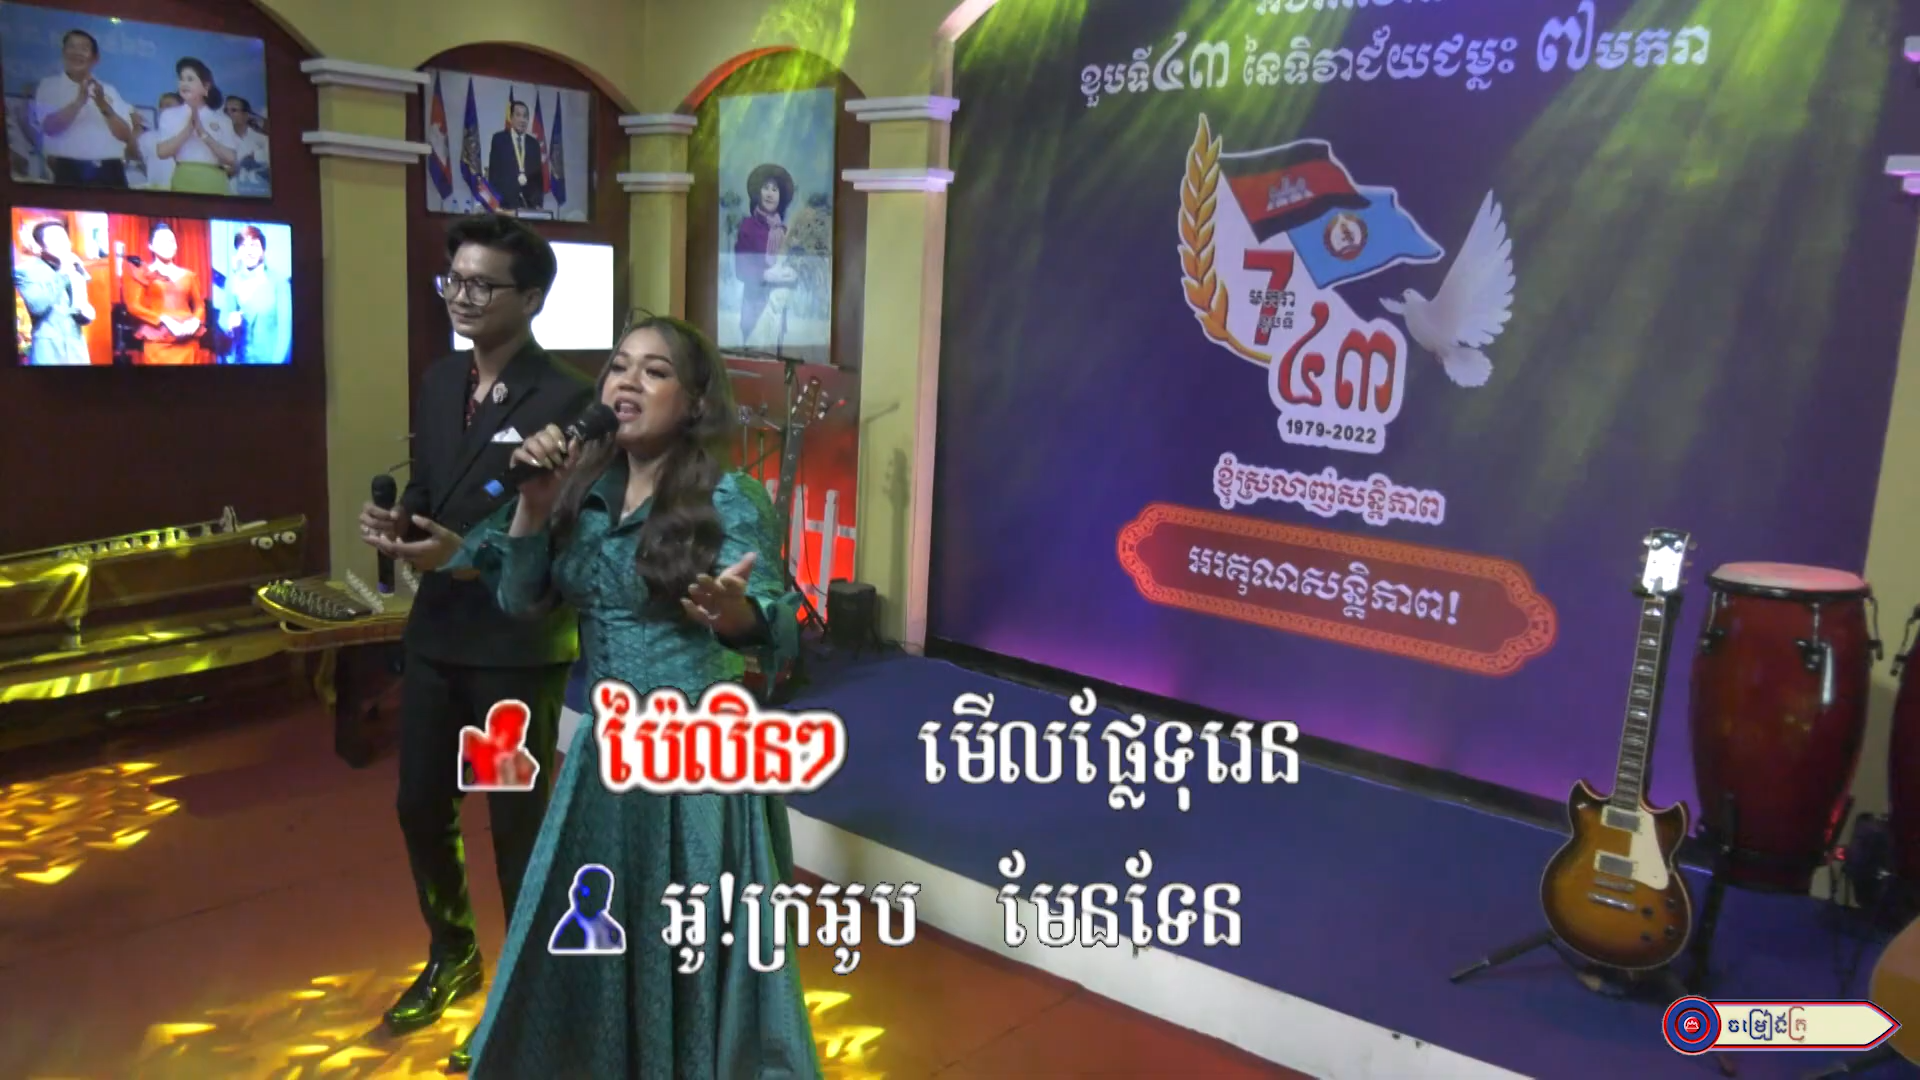 ខួបទី៤៣ នៃទិវាជ័យជម្នះ ៧មករា
7
មករា
ខួបទី
៤៣
1979-2022
ខ្ញុំស្រលាញ់សន្តិភាព
អរគុណសន្តិភាព!
ប៉ៃលិនៗ មើលផ្លែទុរេន
អូ!ក្រអូប មែនទែន
ចម្រៀងក្រ